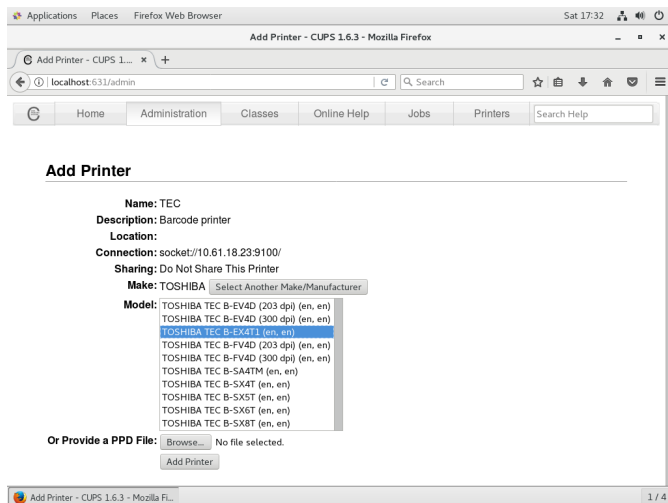 Applications Places Firefox Web Browser Sat 17:32
Add Printer - CUPS 1.6.3 - Mozilla Firefox
Add Printer - CUPS 1.... × +
localhost:631/admin Search
Home Administration Classes Online Help Jobs Printers Search Help
Add Printer
Name: TEC
Description: Barcode printer
Location:
Connection: socket://10.61.18.23:9100/
Sharing: Do Not Share This Printer
Make: TOSHIBA Select Another Make/Manufacturer
Model: TOSHIBA TEC B-EV4D (203 dpi) (en, en)
TOSHIBA TEC B-EV4D (300 dpi) (en, en)
TOSHIBA TEC B-EX4T1 (en, en)
TOSHIBA TEC B-FV4D (203 dpi) (en, en)
TOSHIBA TEC B-FV4D (300 dpi) (en, en)
TOSHIBA TEC B-SA4TM (en, en)
TOSHIBA TEC B-SX4T (en, en)
TOSHIBA TEC B-SX5T (en, en)
TOSHIBA TEC B-SX6T (en, en)
TOSHIBA TEC B-SX8T (en, en)
Or Provide a PPD File: Browse... No file selected.
Add Printer
Add Printer - CUPS 1.6.3 - Mozilla Fi... 1 / 4